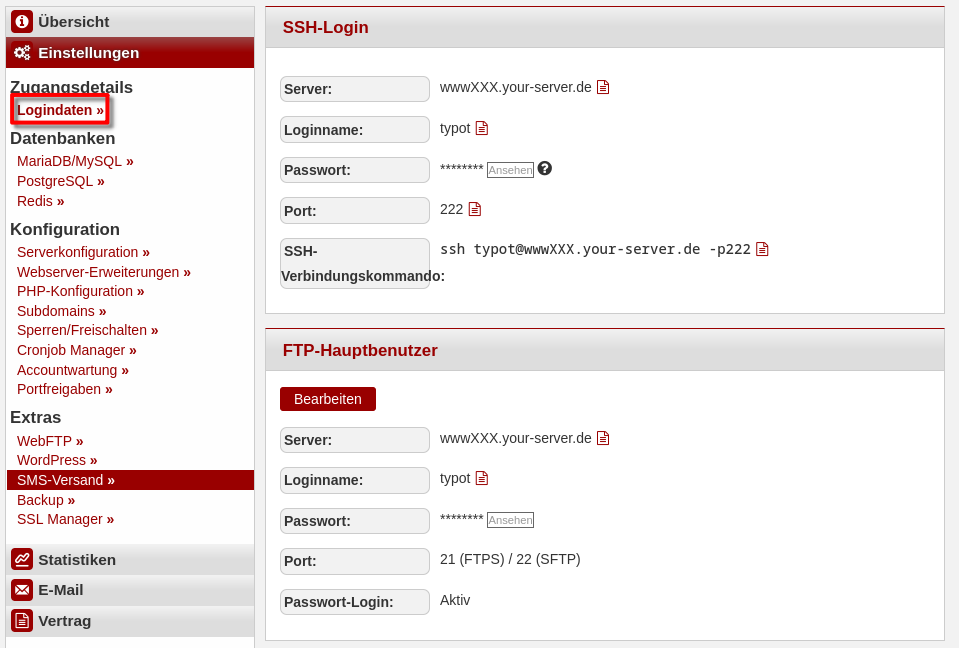 Übersicht
Einstellungen
Zugangsdetails
Logindaten »
Datenbanken
MariaDB/MySQL »
PostgreSQL »
Redis »
Konfiguration
Serverkonfiguration »
Webserver-Erweiterungen »
PHP-Konfiguration »
Subdomains »
Sperren/Freischalten »
Cronjob Manager »
Accountwartung »
Portfreigaben »
Extras
WebFTP »
WordPress »
SMS-Versand »
Backup »
SSL Manager »
Statistiken
E-Mail
Vertrag
SSH-Login
Server: wwwXXX.your-server.de
Loginname: typot
Passwort: ******** Ansehen ?
Port: 222
SSH- ssh typot@wwwXXX.your-server.de -p222
Verbindungskommando:
FTP-Hauptbenutzer
Bearbeiten
Server: wwwXXX.your-server.de
Loginname: typot
Passwort: ******** Ansehen
Port: 21 (FTPS) / 22 (SFTP)
Passwort-Login: Aktiv